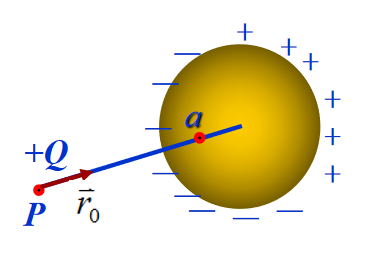 +
− + +
− +
a
− +
+Q
− +
− r⃗₀
P
− − −